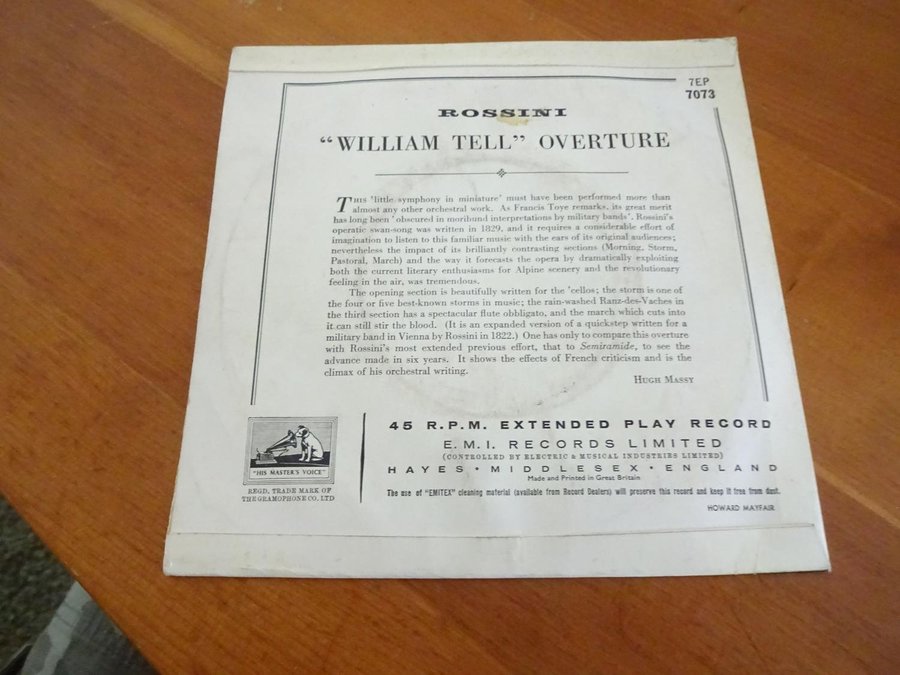 7EP
7073
ROSSINI
“WILLIAM TELL” OVERTURE
THIS ‘little symphony in miniature’ must have been performed more than
almost any other orchestral work. As Francis Toye remarks, its great merit
has long been ‘obscured in moribund interpretations by military bands’. Rossini’s
operatic swan-song was written in 1829, and it requires a considerable effort of
imagination to listen to this familiar music with the ears of its original audiences;
nevertheless the impact of its brilliantly contrasting sections (Morning, Storm,
Pastoral, March) and the way it forecasts the opera by dramatically exploiting
both the current literary enthusiasms for Alpine scenery and the revolutionary
feeling in the air, was tremendous.
The opening section is beautifully written for the ’cellos; the storm is one of
the four or five best-known storms in music; the rain-washed Ranz-des-Vaches in
the third section has a spectacular flute obbligato, and the march which cuts into
it can still stir the blood. (It is an expanded version of a quickstep written for a
military band in Vienna by Rossini in 1822.) One has only to compare this overture
with Rossini’s most extended previous effort, that to Semiramide, to see the
advance made in six years. It shows the effects of French criticism and is the
climax of his orchestral writing.
HUGH MASSY
“HIS MASTER’S VOICE”
REGD. TRADE MARK OF
THE GRAMOPHONE CO. LTD
45 R.P.M. EXTENDED PLAY RECORD
E.M.I. RECORDS LIMITED
(CONTROLLED BY ELECTRIC & MUSICAL INDUSTRIES LIMITED)
HAYES · MIDDLESEX · ENGLAND
Made and Printed in Great Britain
The use of “EMITEX” cleaning material (available from Record Dealers) will preserve this record and keep it free from dust.
HOWARD MAYFAIR